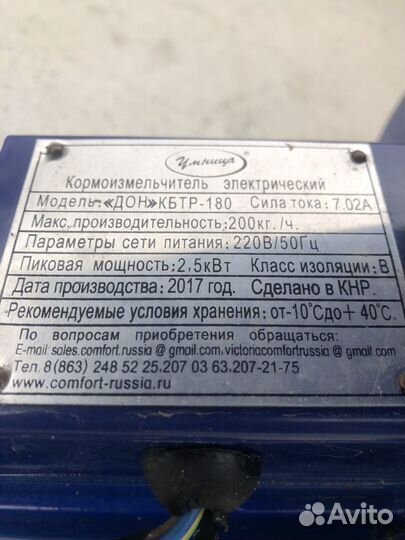 Умница
Кормоизмельчитель электрический
Модель-«ДОН»КБТР-180 Сила тока: 7.02А
Макс.производительность:200кг./ч.
Параметры сети питания: 220В/50Гц
Пиковая мощность: 2,5кВт Класс изоляции: В
Дата производства: 2017 год. Сделано в КНР.
Рекомендуемые условия хранения: от-10°Сдо+ 40°С.
По вопросам приобретения обращаться:
E-mail sales.comfort.russia @ gmail.com,victoriacomfortrussia @ gmail.com
Тел. 8(863) 248 52 25.207 03 63.207-21-75
www.comfort-russia.ru
Avito